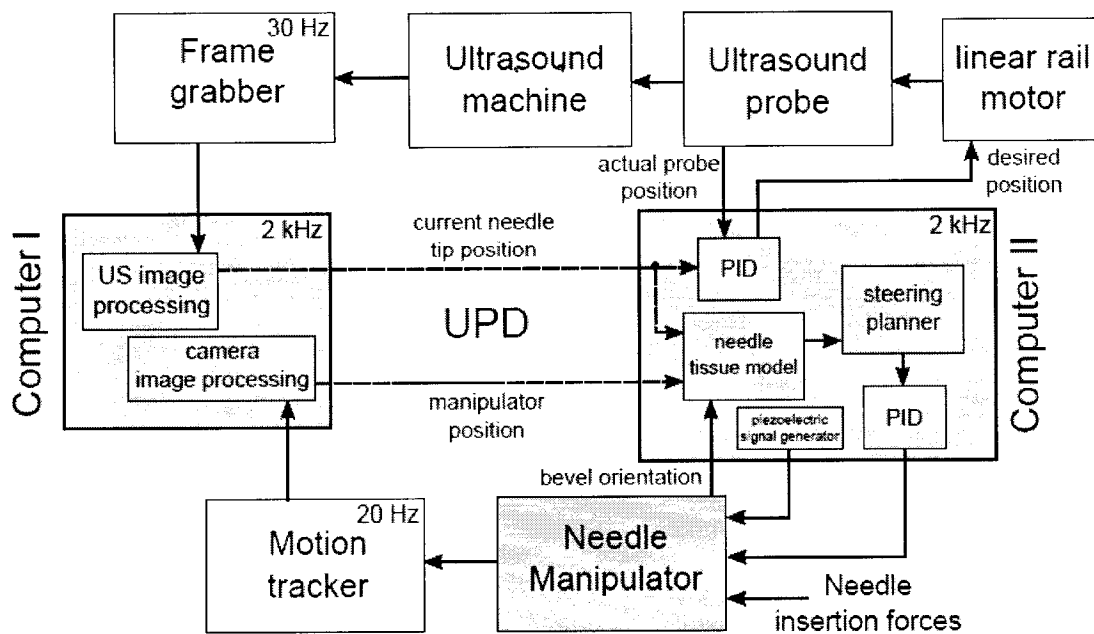 30 Hz
Frame
grabber
Ultrasound
machine
Ultrasound
probe
linear rail
motor
actual probe
position
desired
position
Computer I
2 kHz
US image
processing
camera
image processing
current needle
tip position
UPD
manipulator
position
Computer II
2 kHz
PID
steering
planner
needle
tissue model
piezoelectric
signal generator
PID
bevel orientation
20 Hz
Motion
tracker
Needle
Manipulator
Needle
insertion forces